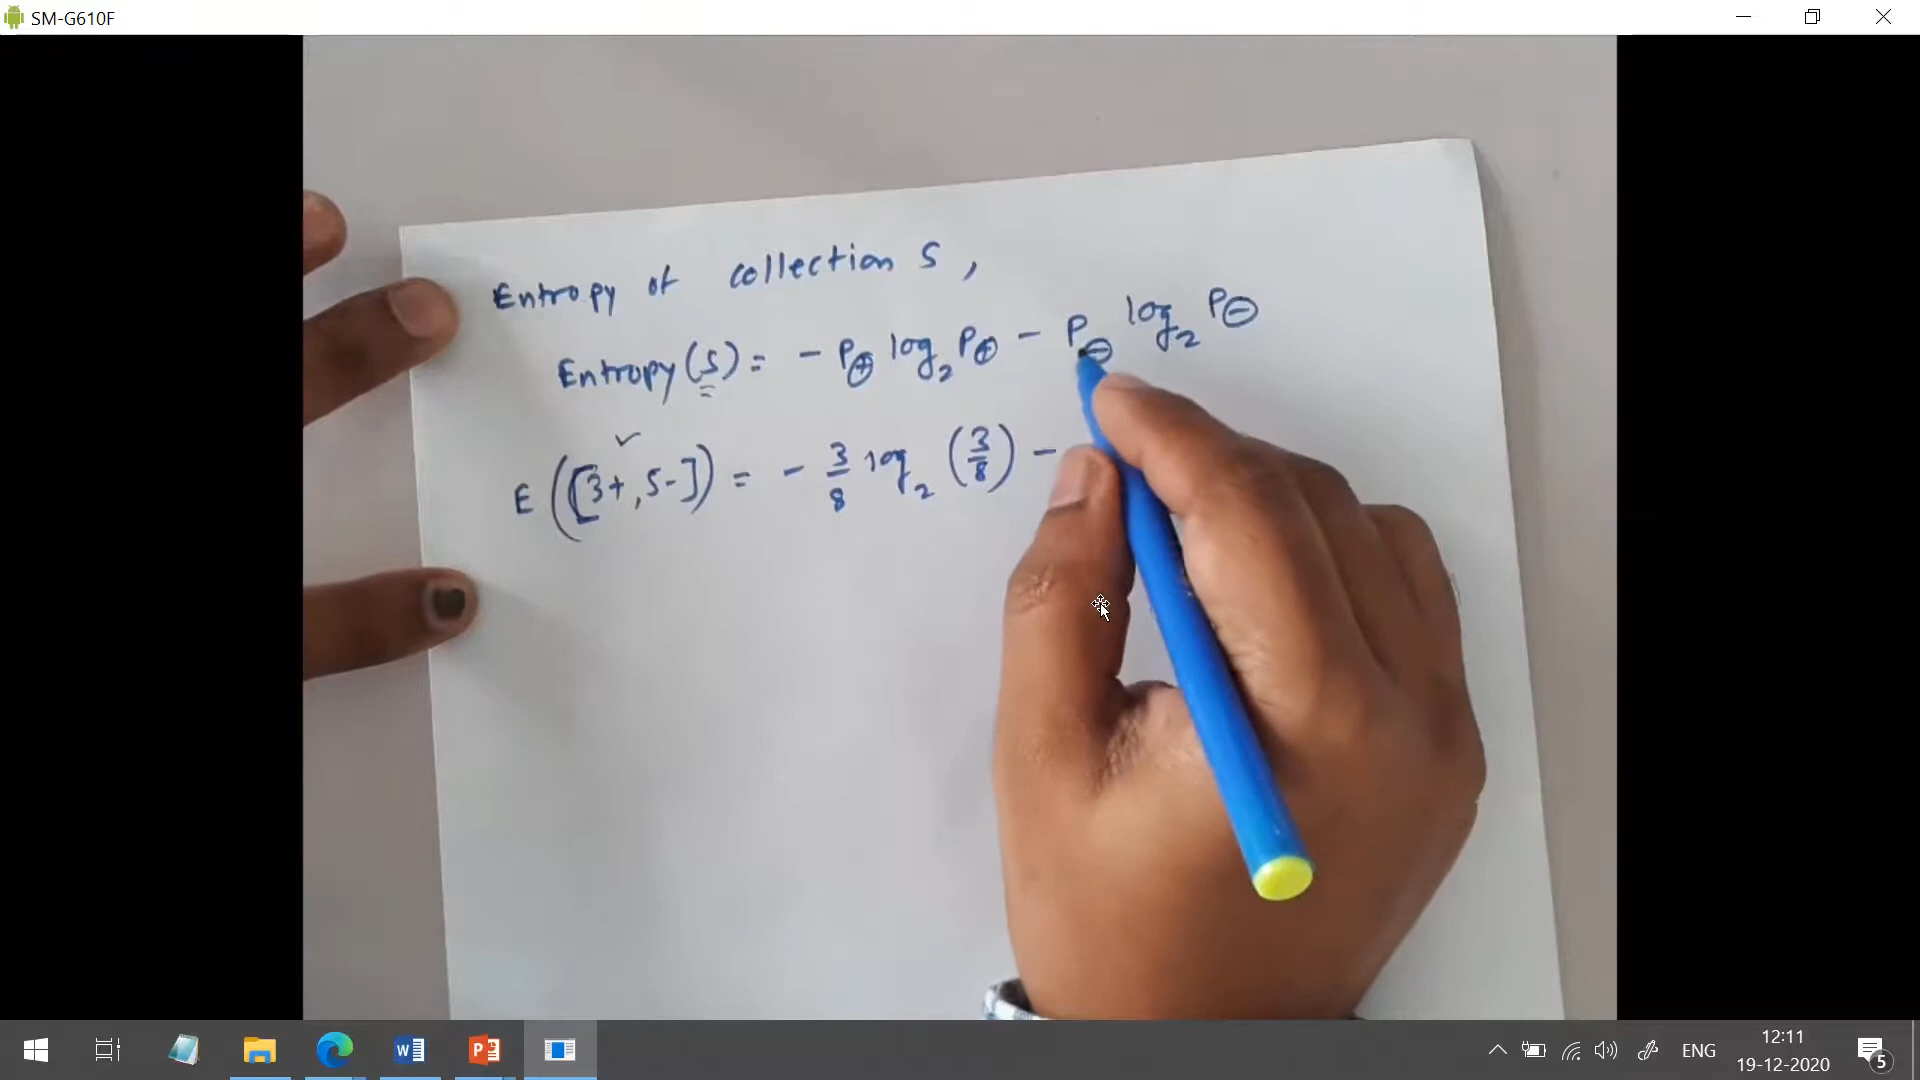 SM-G610F
Entropy of collection S,
Entropy(S) = - P⊕ log₂ P⊕ - P⊖ log₂ P⊖
E([3+, 5-]) = - 3/8 log₂ (3/8) -
ENG
12:11
19-12-2020
5